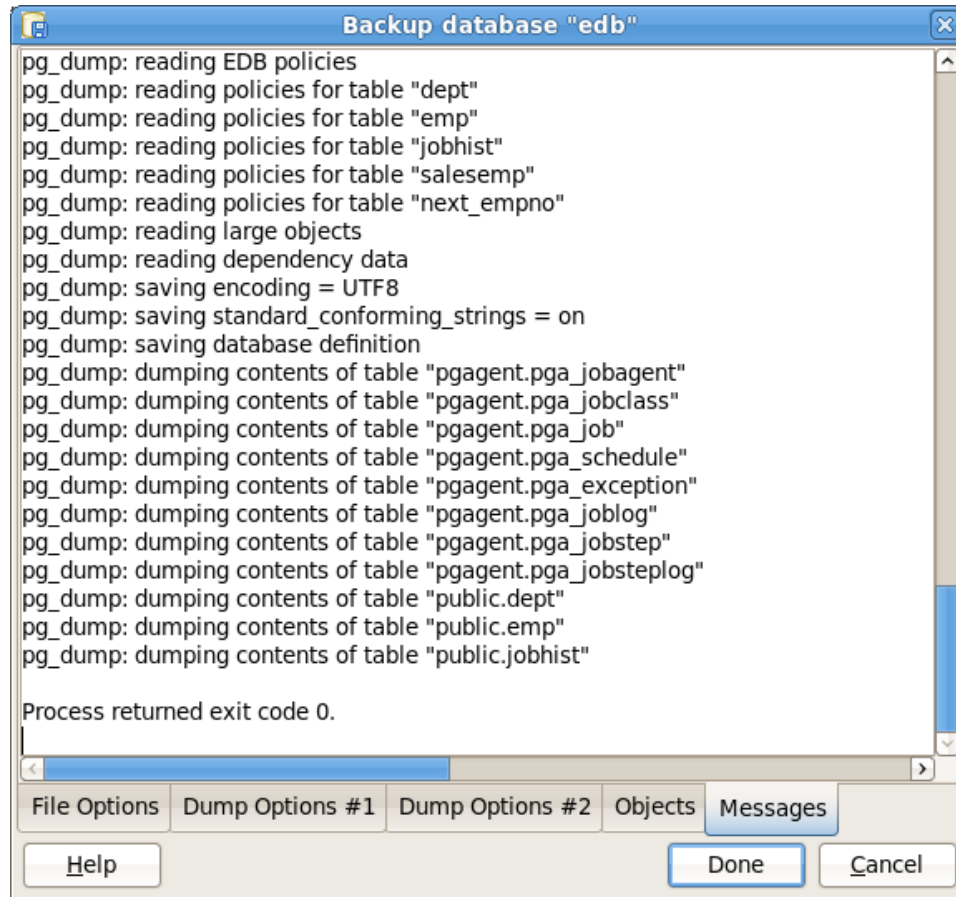 Backup database "edb"
pg_dump: reading EDB policies
pg_dump: reading policies for table "dept"
pg_dump: reading policies for table "emp"
pg_dump: reading policies for table "jobhist"
pg_dump: reading policies for table "salesemp"
pg_dump: reading policies for table "next_empno"
pg_dump: reading large objects
pg_dump: reading dependency data
pg_dump: saving encoding = UTF8
pg_dump: saving standard_conforming_strings = on
pg_dump: saving database definition
pg_dump: dumping contents of table "pgagent.pga_jobagent"
pg_dump: dumping contents of table "pgagent.pga_jobclass"
pg_dump: dumping contents of table "pgagent.pga_job"
pg_dump: dumping contents of table "pgagent.pga_schedule"
pg_dump: dumping contents of table "pgagent.pga_exception"
pg_dump: dumping contents of table "pgagent.pga_joblog"
pg_dump: dumping contents of table "pgagent.pga_jobstep"
pg_dump: dumping contents of table "pgagent.pga_jobsteplog"
pg_dump: dumping contents of table "public.dept"
pg_dump: dumping contents of table "public.emp"
pg_dump: dumping contents of table "public.jobhist"
Process returned exit code 0.
File Options Dump Options #1 Dump Options #2 Objects Messages
Help Done Cancel